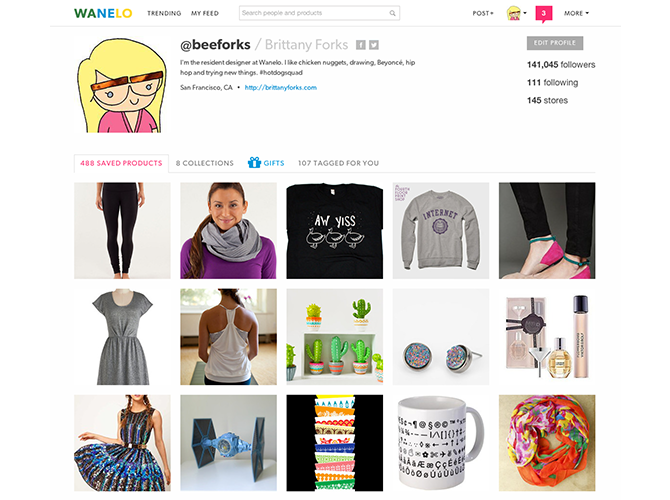 WANELO
TRENDING
MY FEED
Search people and products
POST+
3
MORE
@beeforks / Brittany Forks
EDIT PROFILE
I'm the resident designer at Wanelo. I like chicken nuggets, drawing, Beyoncé, hip
hop and trying new things. #hotdogsquad
San Francisco, CA • http://brittanyforks.com
141,045 followers
111 following
145 stores
488 SAVED PRODUCTS
8 COLLECTIONS
GIFTS
107 TAGGED FOR YOU
AW YISS
INTERNET